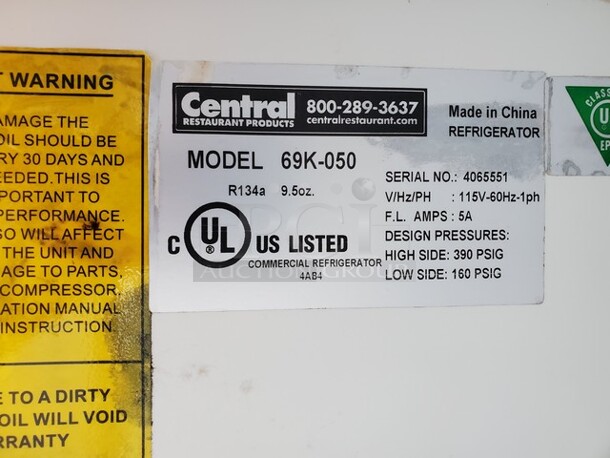 T WARNING
AMAGE THE
OIL SHOULD BE
RY 30 DAYS AND
EEDED.THIS IS
PORTANT TO
PERFORMANCE.
SO WILL AFFECT
THE UNIT AND
AGE TO PARTS,
COMPRESSOR.
ATION MANUAL
INSTRUCTION.
E TO A DIRTY
OIL WILL VOID
RRANTY
Central
RESTAURANT PRODUCTS
800-289-3637
centralrestaurant.com
Made in China
REFRIGERATOR
MODEL 69K-050
R134a 9.5oz.
SERIAL NO.: 4065551
V/Hz/PH : 115V-60Hz-1ph
F.L. AMPS : 5A
DESIGN PRESSURES:
HIGH SIDE: 390 PSIG
LOW SIDE: 160 PSIG
C UL ® US LISTED
COMMERCIAL REFRIGERATOR
4AB4
AUCTION GROUP
CLASS
U
EP